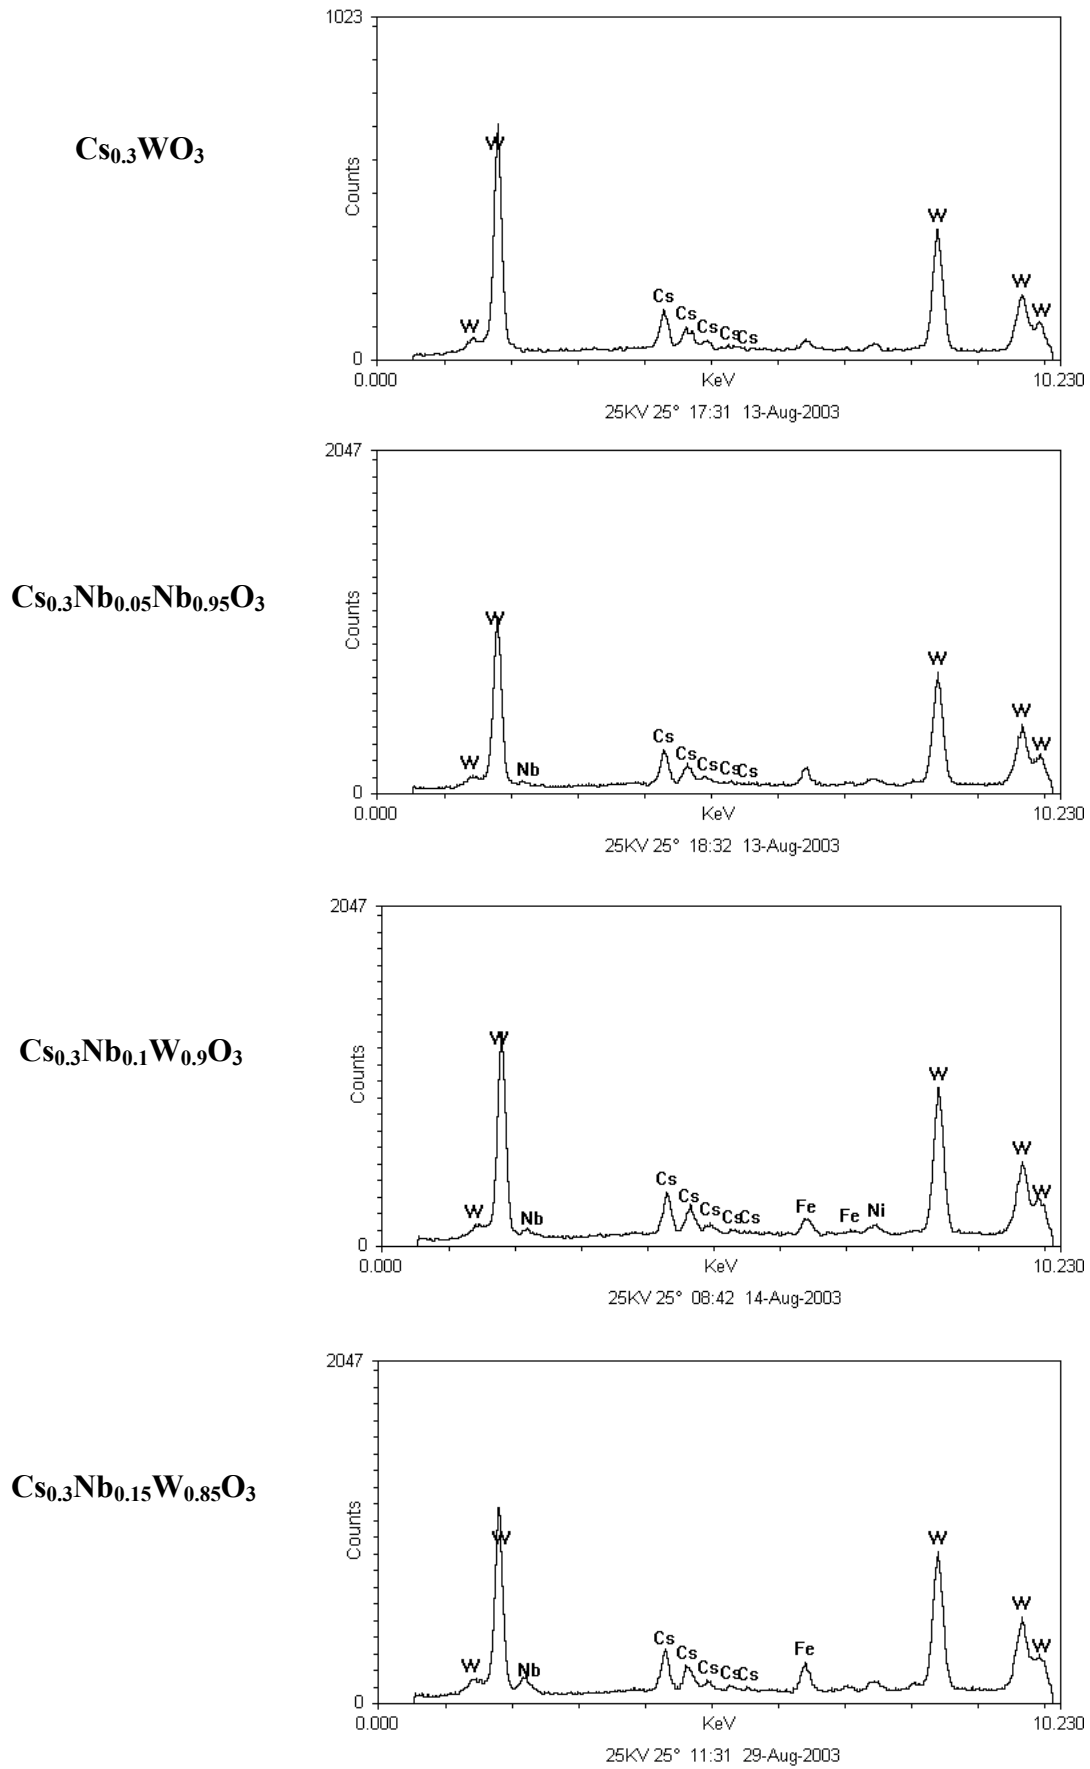 1023
Cs0.3WO3
Counts
W
W
Cs
Cs
Cs
Cs
Cs
W
W
W
0
0.000
KeV
10.230
25KV 25° 17:31 13-Aug-2003
2047
Cs0.3Nb0.05Nb0.95O3
Counts
W
W
Nb
Cs
Cs
Cs
Cs
Cs
W
W
W
0
0.000
KeV
10.230
25KV 25° 18:32 13-Aug-2003
2047
Cs0.3Nb0.1W0.9O3
Counts
W
W
Nb
Cs
Cs
Cs
Cs
Cs
Fe
Fe
Ni
W
W
W
0
0.000
KeV
10.230
25KV 25° 08:42 14-Aug-2003
2047
Cs0.3Nb0.15W0.85O3
Counts
W
W
Nb
Cs
Cs
Cs
Cs
Cs
Fe
W
W
W
0
0.000
KeV
10.230
25KV 25° 11:31 29-Aug-2003